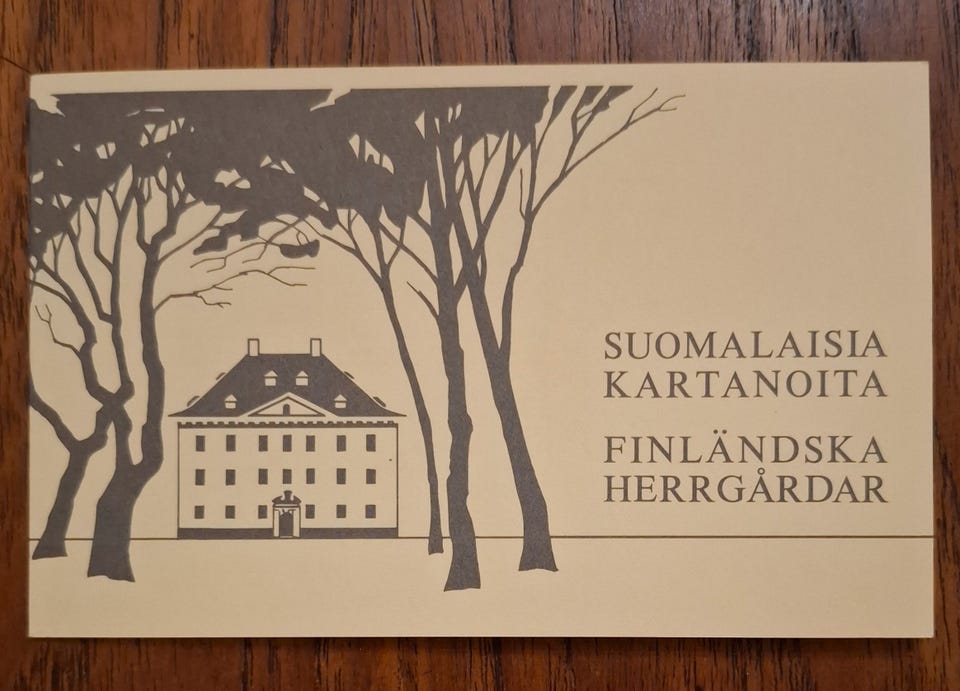 SUOMALAISIA
KARTANOITA
FINLÄNDSKA
HERRGÅRDAR